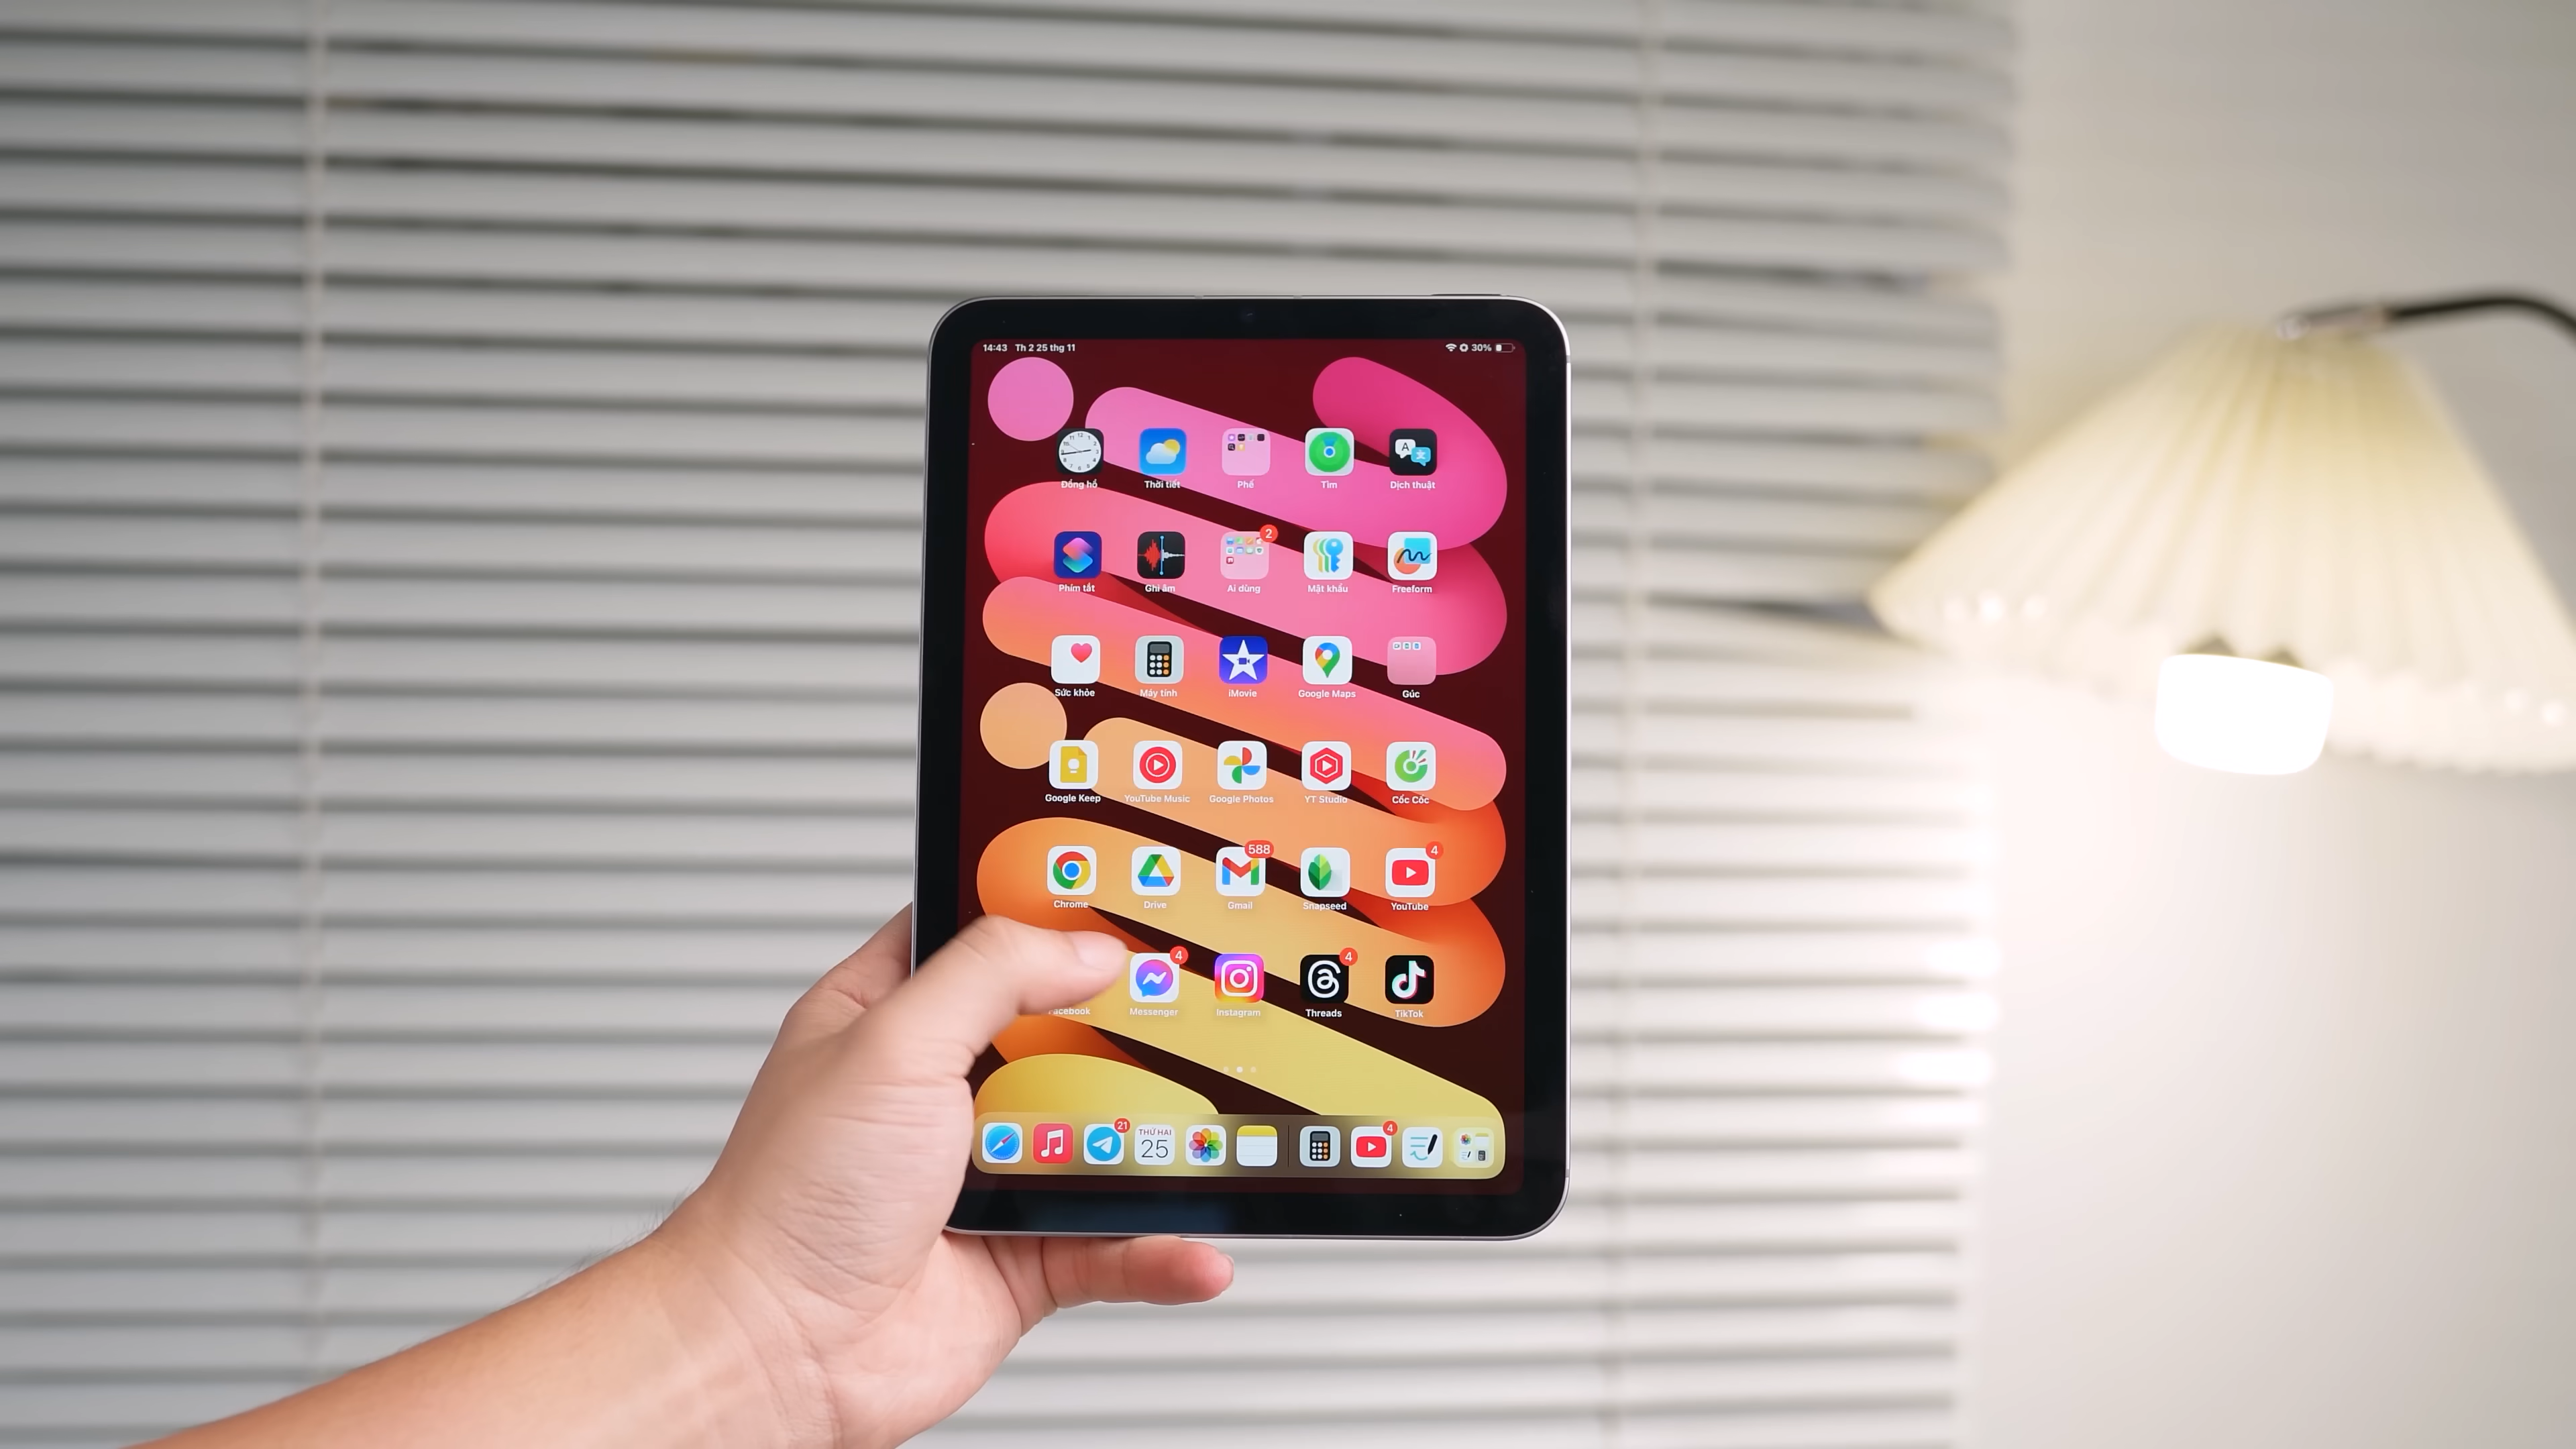 14:43 Th 2 25 thg 11 30%
Đồng hồ Thời tiết Phế Tìm Dịch thuật
2
Phím tắt Ghi âm Ai dùng Mật khẩu Freeform
Sức khỏe Máy tính iMovie Google Maps Gúc
Google Keep YouTube Music Google Photos YT Studio Cốc Cốc
588 4
Chrome Drive Gmail Snapseed YouTube
4 4
acebook Messenger Instagram Threads TikTok
21 THỨ HAI 4
25